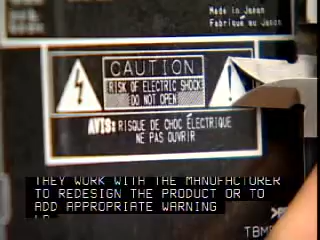 Made in Japan
Fabriqué au Japon
CAUTION
RISK OF ELECTRIC SHOCK
DO NOT OPEN
AVIS: RISQUE DE CHOC ÉLECTRIQUE
NE PAS OUVRIR
THEY WORK WITH THE MANUFACTURER
TO REDESIGN THE PRODUCT OR TO
ADD APPROPRIATE WARNING
TBM